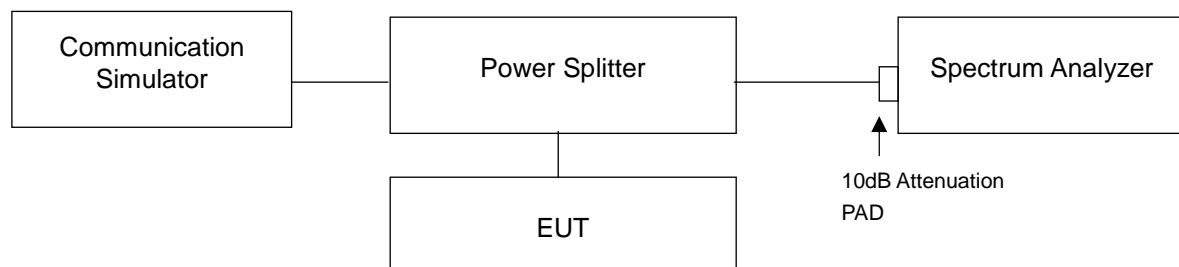 Communication
Simulator
Power Splitter
Spectrum Analyzer
10dB Attenuation
PAD
EUT